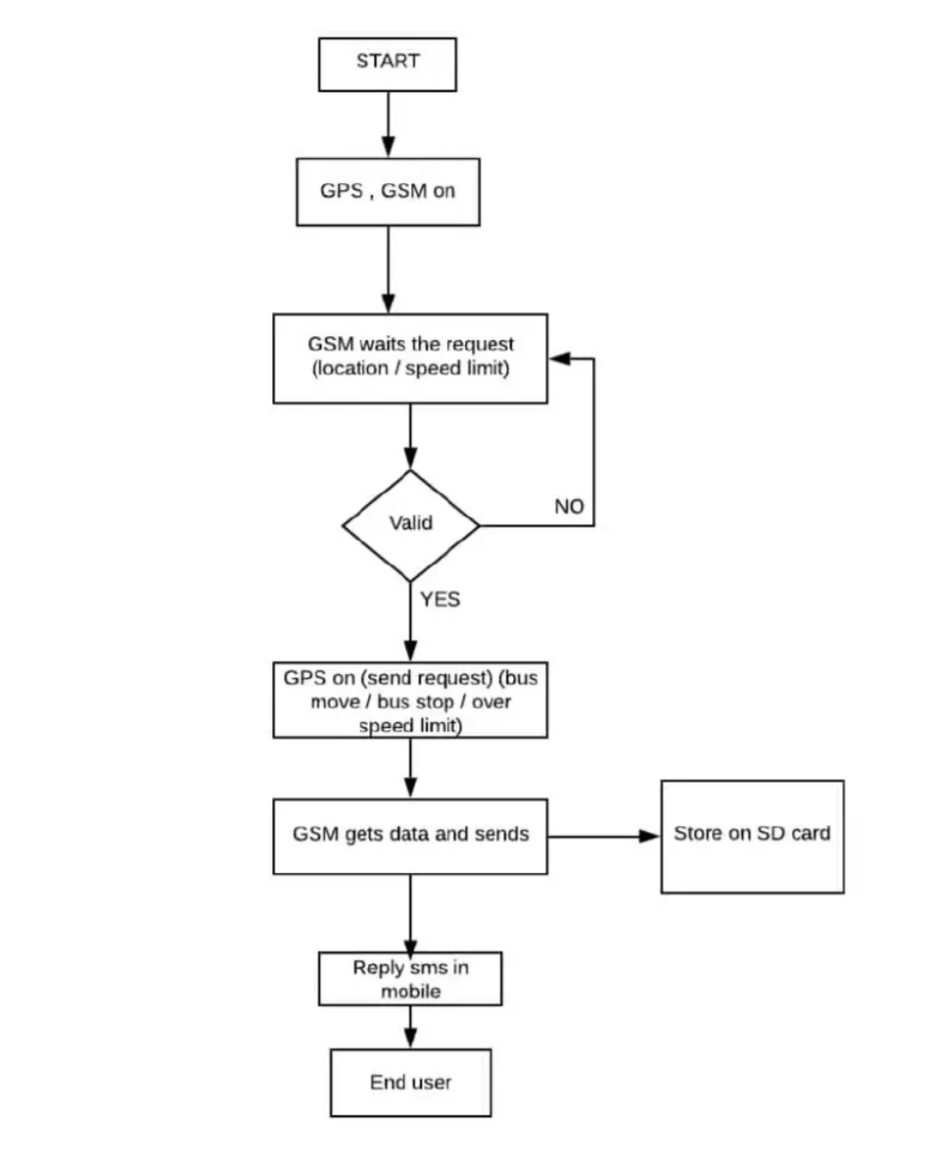 START
GPS , GSM on
GSM waits the request
(location / speed limit)
Valid
NO
YES
GPS on (send request) (bus
move / bus stop / over
speed limit)
GSM gets data and sends
Store on SD card
Reply sms in
mobile
End user